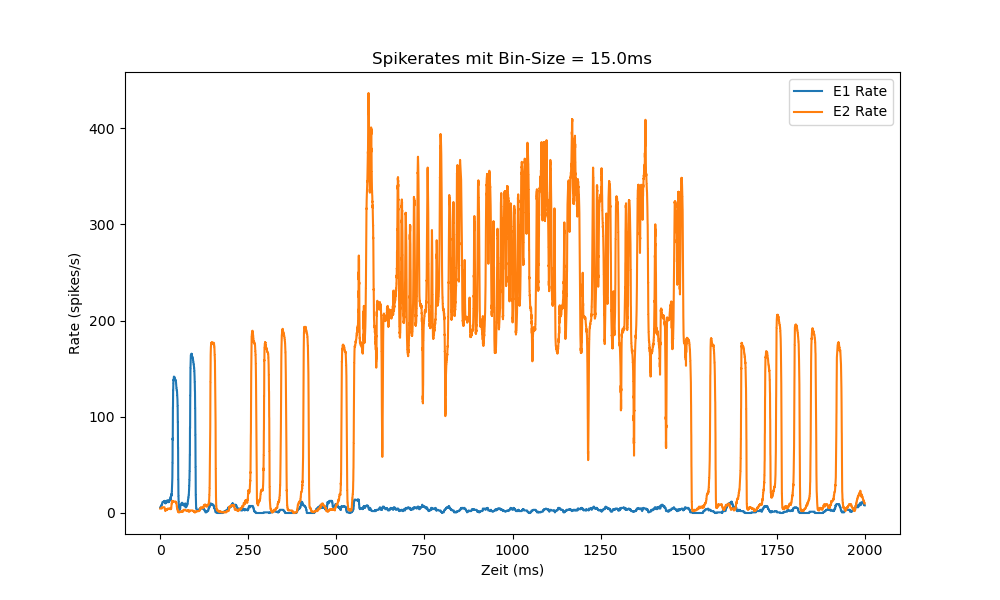 Spikerates mit Bin-Size = 15.0ms
E1 Rate
E2 Rate
400
300
200
100
0
Rate (spikes/s)
0 250 500 750 1000 1250 1500 1750 2000
Zeit (ms)